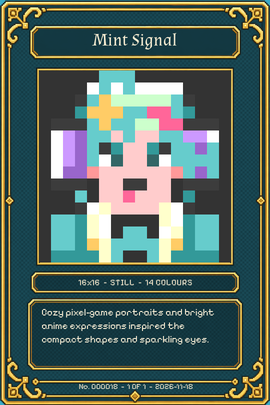 Mint Signal
16x16 - STILL - 14 COLOURS
Cozy pixel-game portraits and bright
anime expressions inspired the
compact shapes and sparkling eyes.
No. 000018 - 1 OF 1 - 2026-11-18